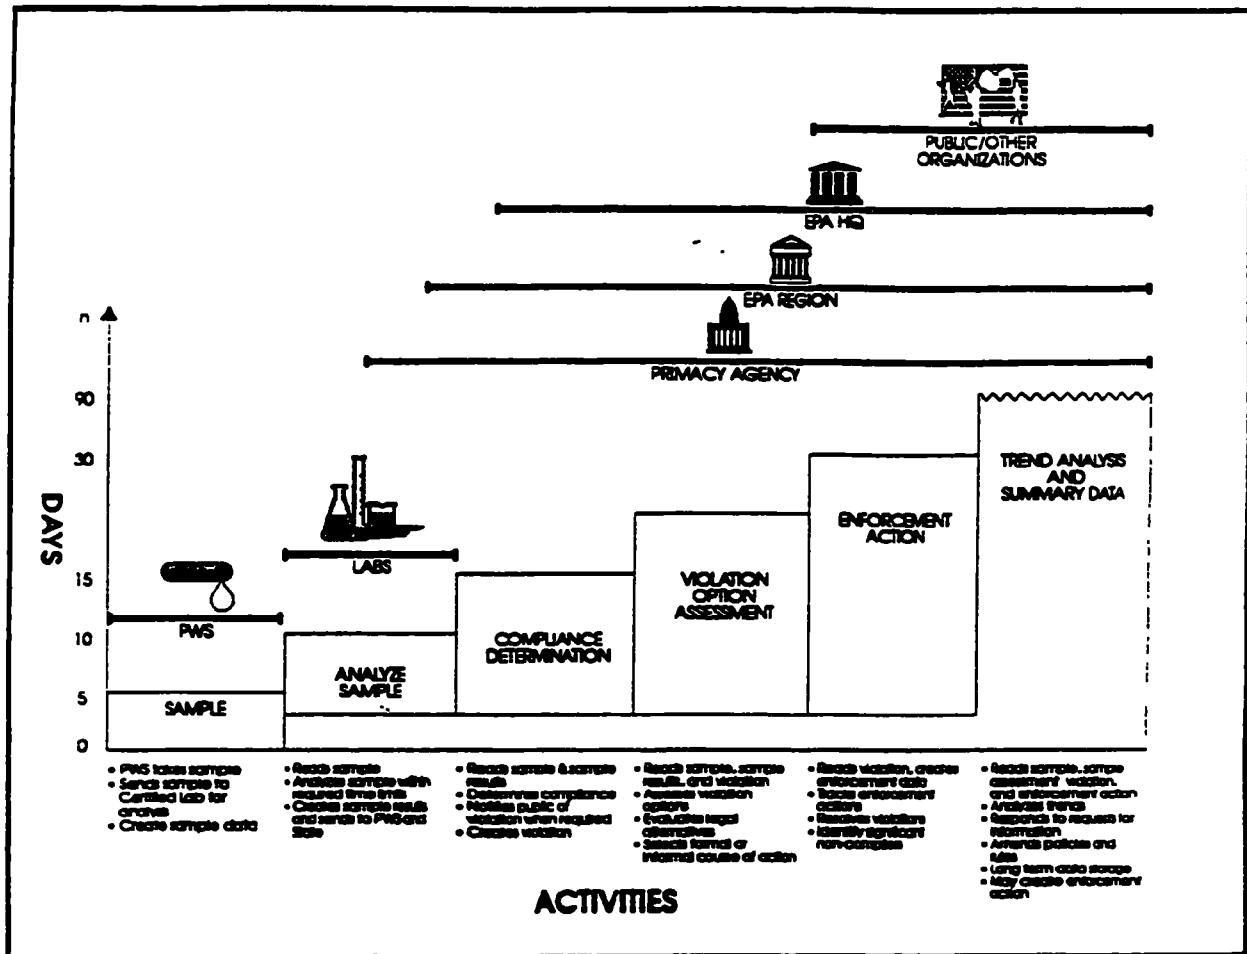 PUBLIC/OTHER
ORGANIZATIONS
EPA HQ
EPA REGION
PRIMACY AGENCY
n
90
30
15
10
5
0
DAYS
PWS
LABS
SAMPLE
ANALYZE
SAMPLE
COMPLIANCE
DETERMINATION
VIOLATION
OPTION
ASSESSMENT
ENFORCEMENT
ACTION
TREND ANALYSIS
AND
SUMMARY DATA
• PWS takes sample
• Sends sample to
Certified Lab for
analysis
• Create sample data
• Reads sample
• Analyzes sample within
required time limits
• Creates sample results
and sends to PWS and
State
• Reads sample & sample
results
• Determines compliance
• Notifies public of
violation when required
• Creates violation
• Reads sample, sample
results, and violation
• Assesses violation
options
• Evaluates legal
alternatives
• Selects formal or
informal course of action
• Reads violation, creates
enforcement data
• Tracks enforcement
actions
• Resolves violations
• Identify significant
non-compliers
• Reads sample, sample
assessment, violation,
and enforcement action
• Analyzes trends
• Responds to request for
information
• Amends policies and
rules
• Long term data storage
• May create enforcement
action
ACTIVITIES